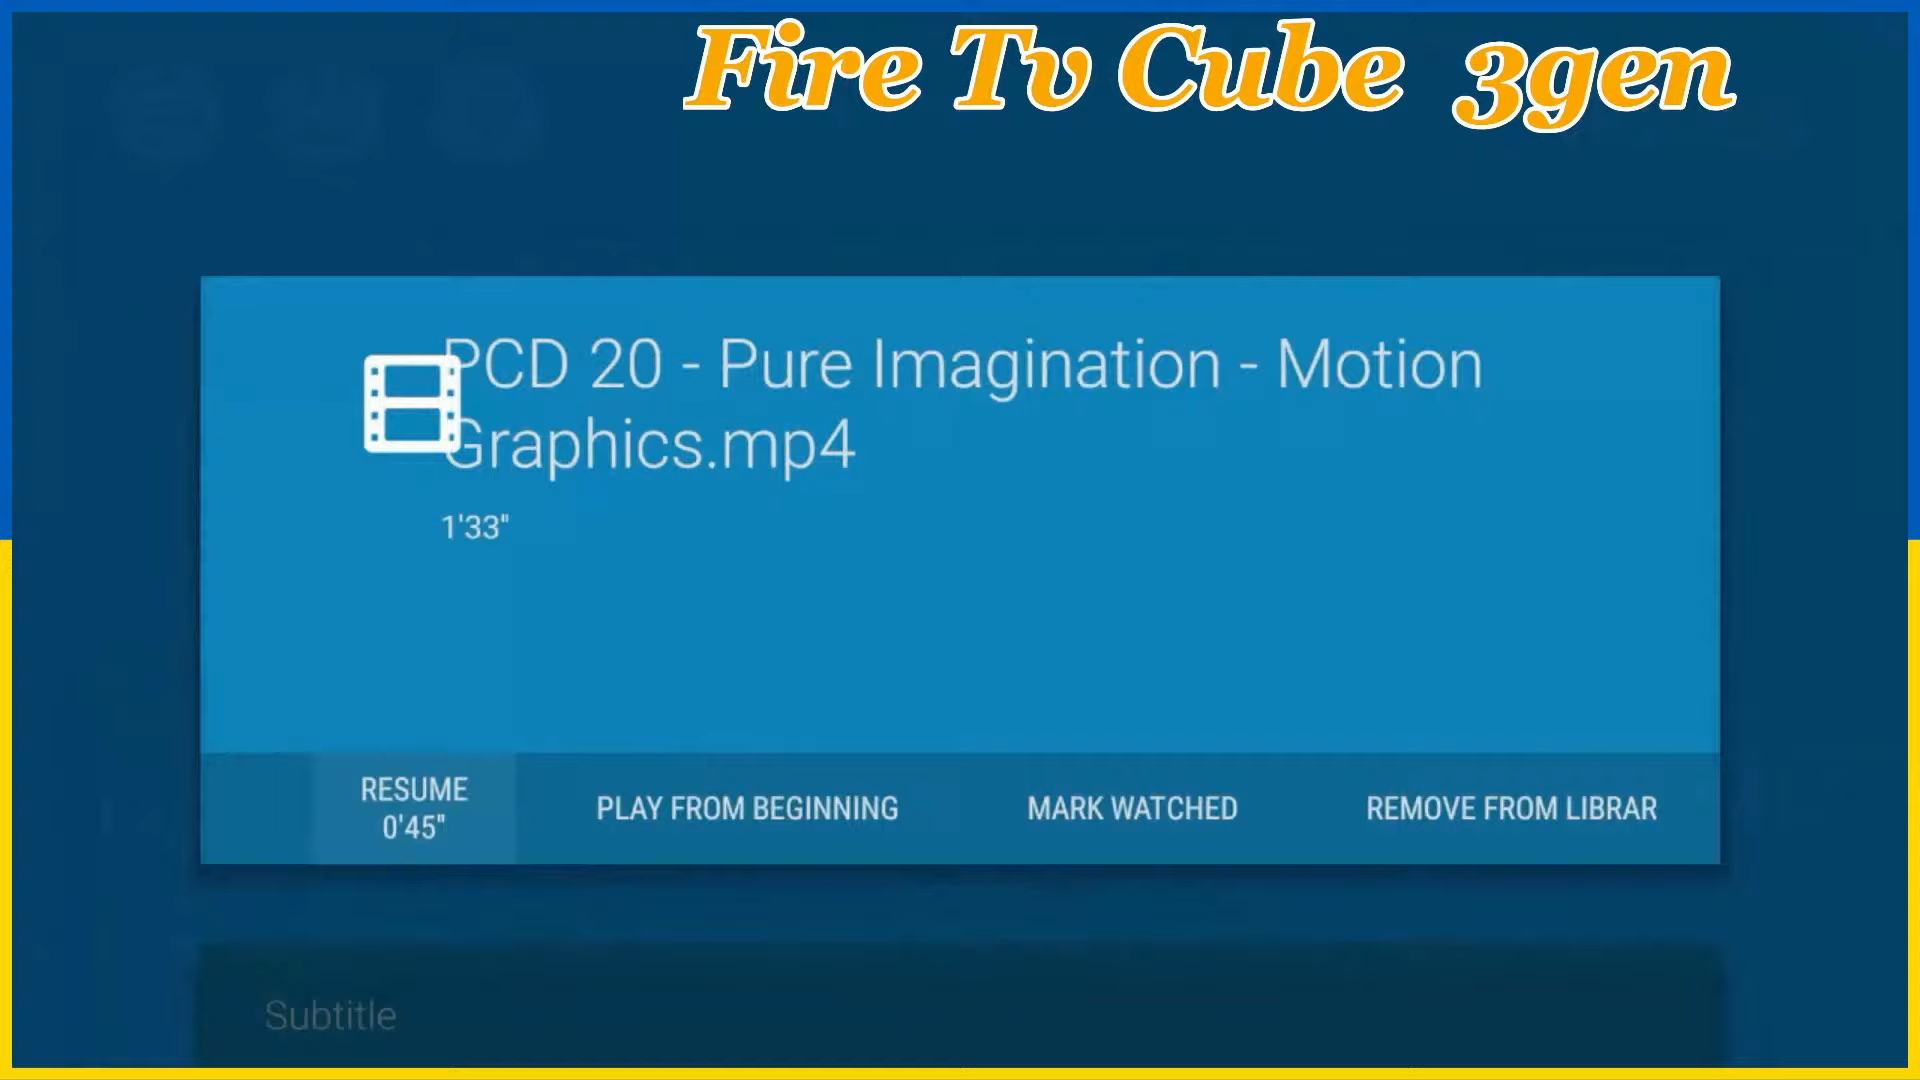 Fire Tv Cube 3gen
PCD 20 - Pure Imagination - Motion
Graphics.mp4
1'33"
RESUME
0'45"
PLAY FROM BEGINNING
MARK WATCHED
REMOVE FROM LIBRAR
Subtitle